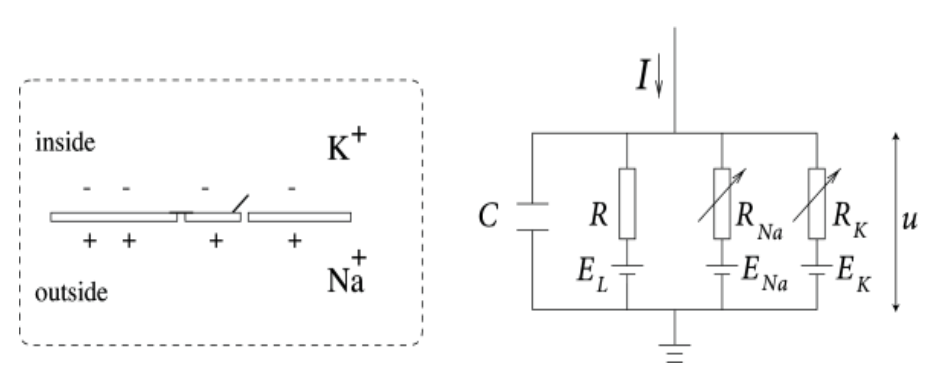 inside
K+
- - - -
+ + + +
Na+
outside
I
C
R
R_Na
R_K
u
E_L
E_Na
E_K